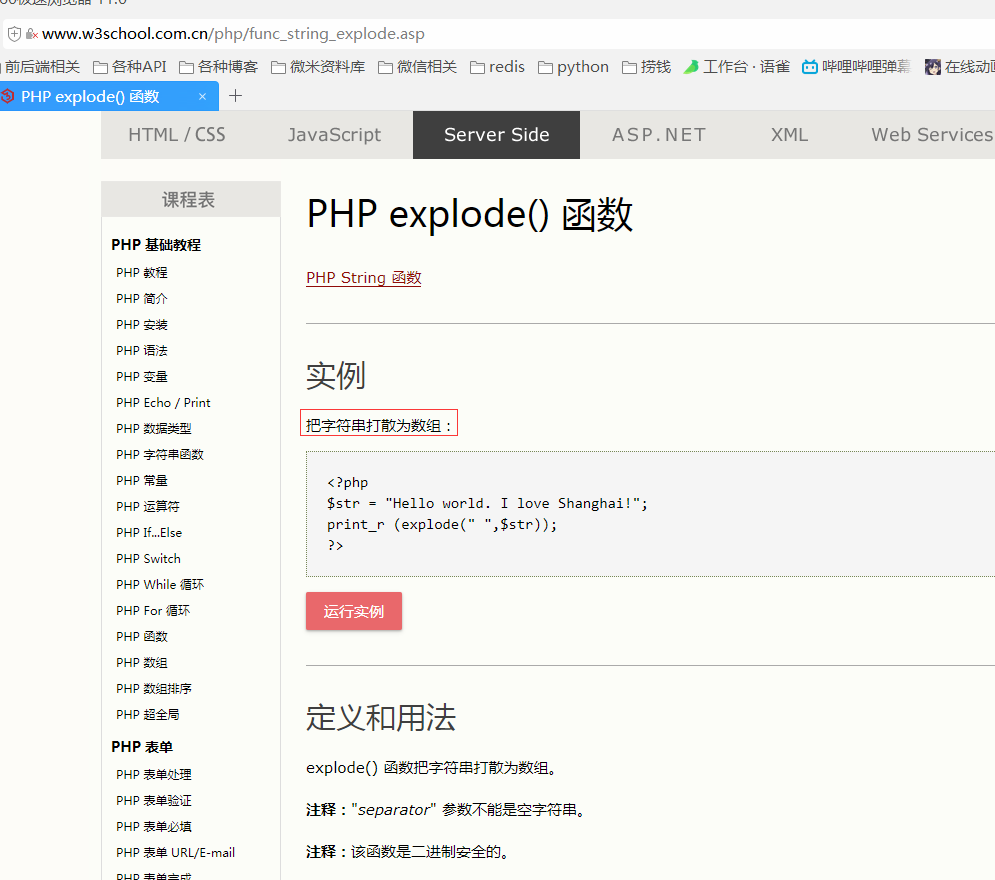 www.w3school.com.cn/php/func_string_explode.asp
前后端相关 各种API 各种博客 微米资料库 微信相关 redis python 捞钱 工作台 · 语雀 哔哩哔哩弹幕 在线动
PHP explode() 函数 × +
HTML / CSS JavaScript Server Side ASP.NET XML Web Services
课程表
PHP 基础教程
PHP 教程
PHP 简介
PHP 安装
PHP 语法
PHP 变量
PHP Echo / Print
PHP 数据类型
PHP 字符串函数
PHP 常量
PHP 运算符
PHP If...Else
PHP Switch
PHP While 循环
PHP For 循环
PHP 函数
PHP 数组
PHP 数组排序
PHP 超全局
PHP 表单
PHP 表单处理
PHP 表单验证
PHP 表单必填
PHP 表单 URL/E-mail
PHP 表单完成
PHP explode() 函数
PHP String 函数
实例
把字符串打散为数组：
<?php
$str = "Hello world. I love Shanghai!";
print_r (explode(" ",$str));
?>
运行实例
定义和用法
explode() 函数把字符串打散为数组。
注释："separator" 参数不能是空字符串。
注释：该函数是二进制安全的。